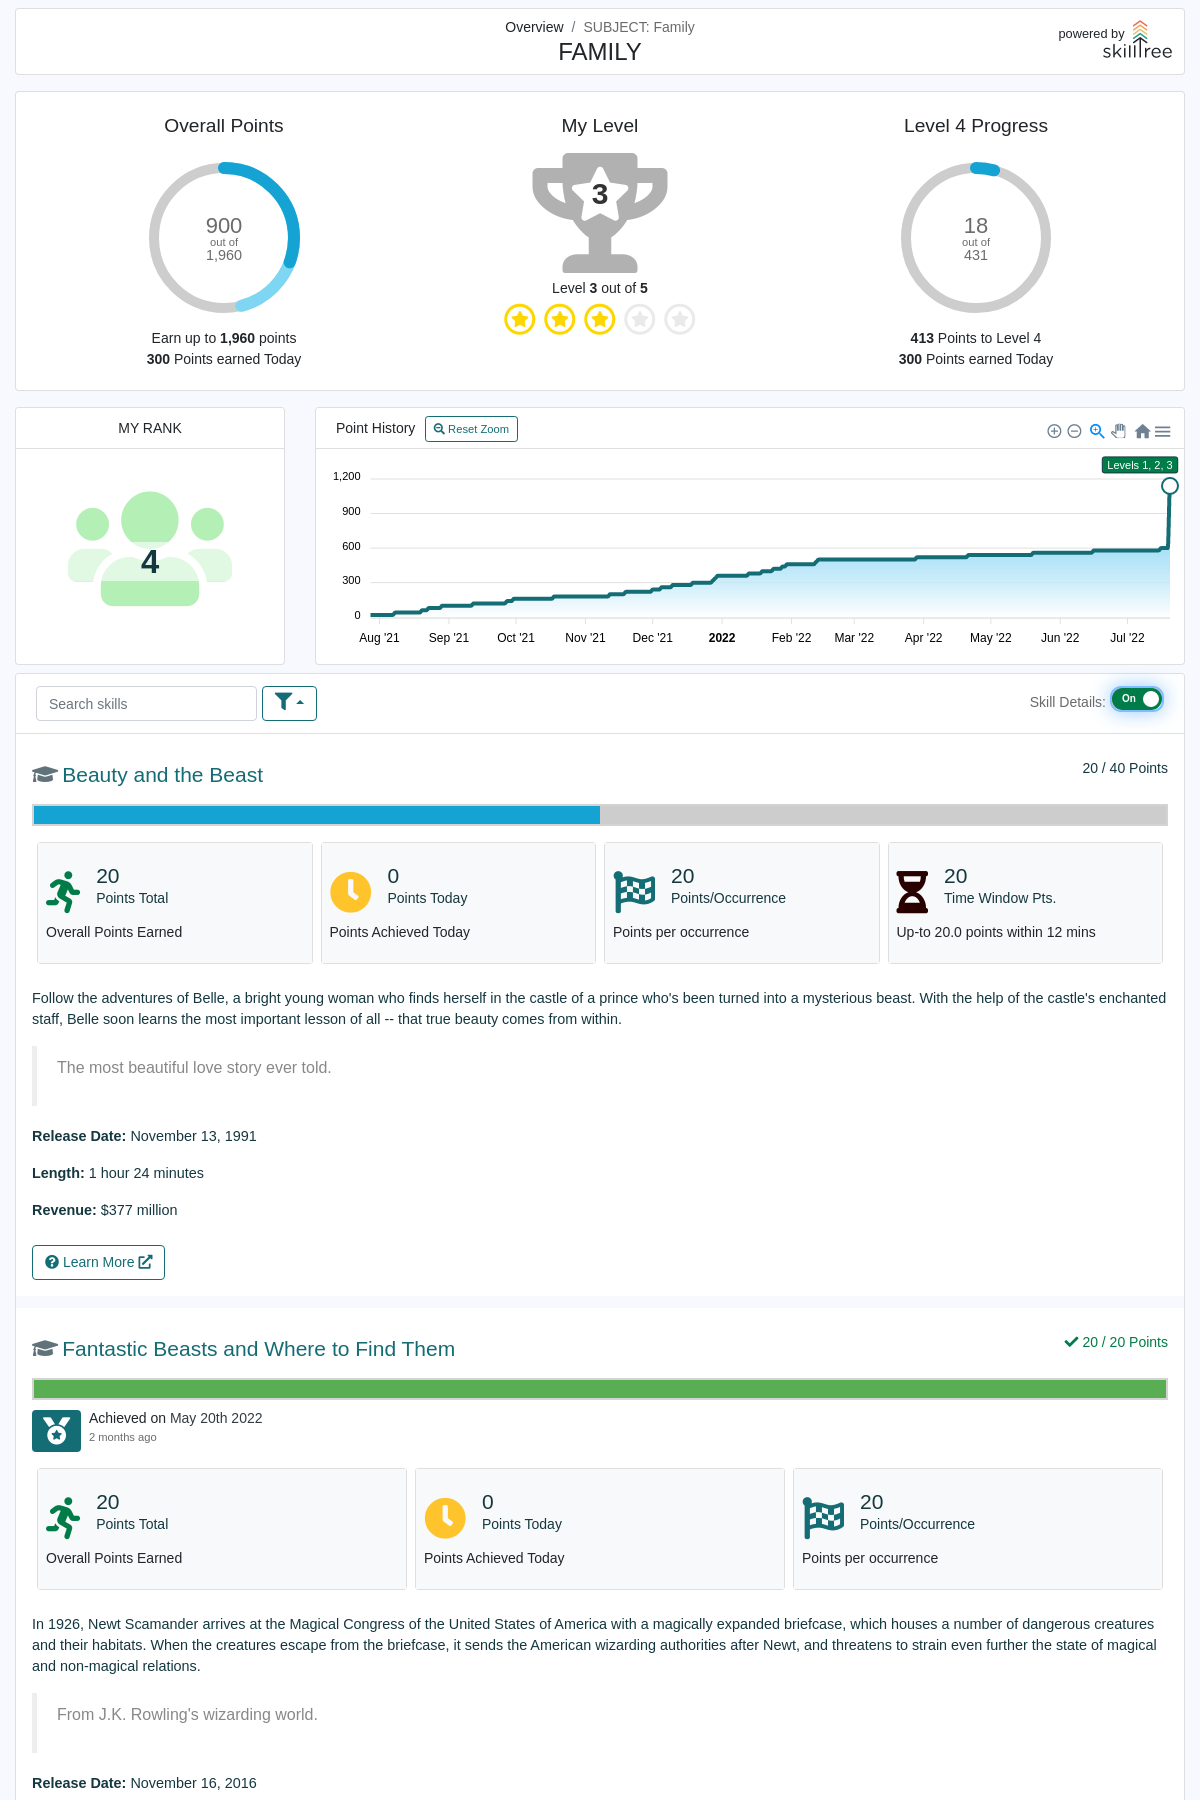 Overview / SUBJECT: Family
FAMILY
powered by
skilltree
Overall Points
900
out of
1,960
Earn up to 1,960 points
300 Points earned Today
My Level
3
Level 3 out of 5
Level 4 Progress
18
out of
431
413 Points to Level 4
300 Points earned Today
MY RANK
4
Point History
Reset Zoom
Levels 1, 2, 3
1,200
900
600
300
0
Aug '21 Sep '21 Oct '21 Nov '21 Dec '21 2022 Feb '22 Mar '22 Apr '22 May '22 Jun '22 Jul '22
Search skills
Skill Details: On
Beauty and the Beast
20 / 40 Points
20
Points Total
Overall Points Earned
0
Points Today
Points Achieved Today
20
Points/Occurrence
Points per occurrence
20
Time Window Pts.
Up-to 20.0 points within 12 mins
Follow the adventures of Belle, a bright young woman who finds herself in the castle of a prince who's been turned into a mysterious beast. With the help of the castle's enchanted
staff, Belle soon learns the most important lesson of all -- that true beauty comes from within.
The most beautiful love story ever told.
Release Date: November 13, 1991
Length: 1 hour 24 minutes
Revenue: $377 million
Learn More
Fantastic Beasts and Where to Find Them
20 / 20 Points
Achieved on May 20th 2022
2 months ago
20
Points Total
Overall Points Earned
0
Points Today
Points Achieved Today
20
Points/Occurrence
Points per occurrence
In 1926, Newt Scamander arrives at the Magical Congress of the United States of America with a magically expanded briefcase, which houses a number of dangerous creatures
and their habitats. When the creatures escape from the briefcase, it sends the American wizarding authorities after Newt, and threatens to strain even further the state of magical
and non-magical relations.
From J.K. Rowling's wizarding world.
Release Date: November 16, 2016